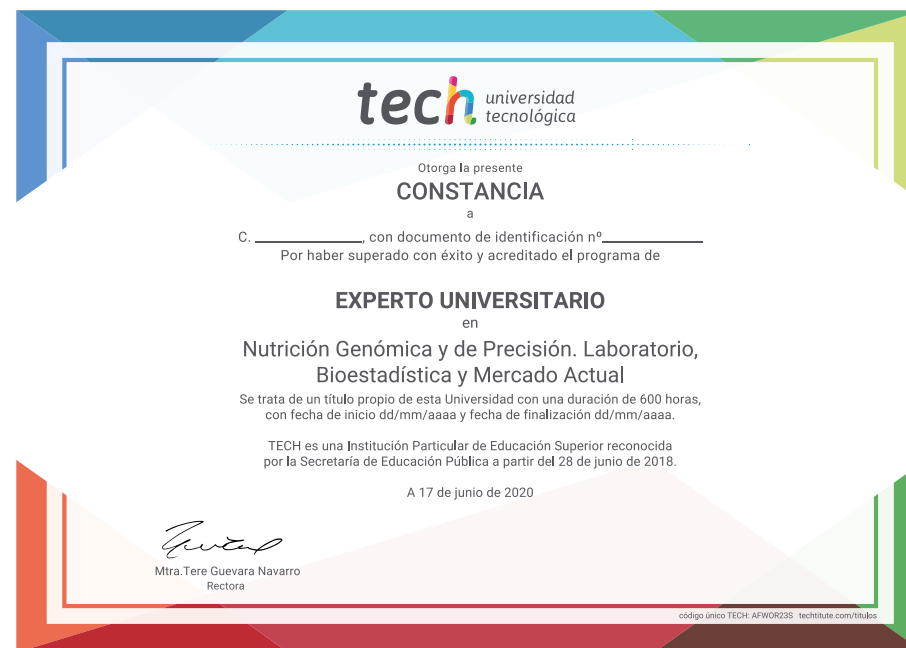 tech universidad
tecnológica
Otorga la presente
CONSTANCIA
a
C. ____________, con documento de identificación nº____________
Por haber superado con éxito y acreditado el programa de
EXPERTO UNIVERSITARIO
en
Nutrición Genómica y de Precisión. Laboratorio,
Bioestadística y Mercado Actual
Se trata de un título propio de esta Universidad con una duración de 600 horas,
con fecha de inicio dd/mm/aaaa y fecha de finalización dd/mm/aaaa.
TECH es una Institución Particular de Educación Superior reconocida
por la Secretaría de Educación Pública a partir del 28 de junio de 2018.
A 17 de junio de 2020
Mtra.Tere Guevara Navarro
Rectora
código único TECH: AFWOR23S techtitute.com/titulos